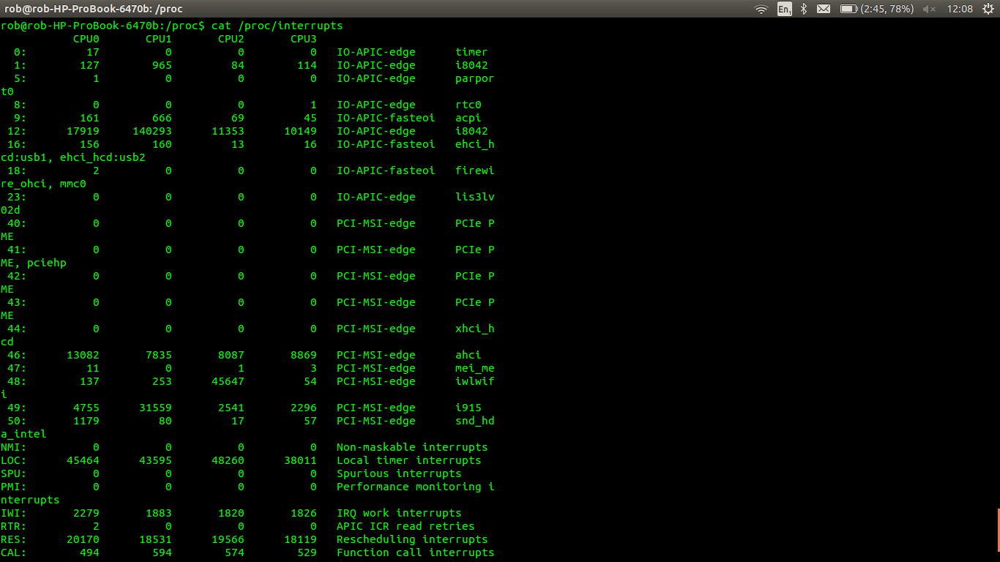 rob@rob-HP-ProBook-6470b: /proc En1 (2:45, 78%) 12:08
rob@rob-HP-ProBook-6470b:/proc$ cat /proc/interrupts
           CPU0       CPU1       CPU2       CPU3
  0:         17          0          0          0   IO-APIC-edge      timer
  1:        127        965         84        114   IO-APIC-edge      i8042
  5:          1          0          0          0   IO-APIC-edge      parpor
t0
  8:          0          0          0          1   IO-APIC-edge      rtc0
  9:        161        666         69         45   IO-APIC-fasteoi   acpi
 12:      17919     140293      11353      10149   IO-APIC-edge      i8042
 16:        156        160         13         16   IO-APIC-fasteoi   ehci_h
cd:usb1, ehci_hcd:usb2
 18:          2          0          0          0   IO-APIC-fasteoi   firewi
re_ohci, mmc0
 23:          0          0          0          0   IO-APIC-edge      lis3lv
02d
 40:          0          0          0          0   PCI-MSI-edge      PCIe P
ME
 41:          0          0          0          0   PCI-MSI-edge      PCIe P
ME, pciehp
 42:          0          0          0          0   PCI-MSI-edge      PCIe P
ME
 43:          0          0          0          0   PCI-MSI-edge      PCIe P
ME
 44:          0          0          0          0   PCI-MSI-edge      xhci_h
cd
 46:      13082       7835       8087       8869   PCI-MSI-edge      ahci
 47:         11          0          1          3   PCI-MSI-edge      mei_me
 48:        137        253      45647         54   PCI-MSI-edge      iwlwif
i
 49:       4755      31559       2541       2296   PCI-MSI-edge      i915
 50:       1179         80         17         57   PCI-MSI-edge      snd_hd
a_intel
NMI:          0          0          0          0   Non-maskable interrupts
LOC:      45464      43595      48260      38011   Local timer interrupts
SPU:          0          0          0          0   Spurious interrupts
PMI:          0          0          0          0   Performance monitoring i
nterrupts
IWI:       2279       1883       1820       1826   IRQ work interrupts
RTR:          2          0          0          0   APIC ICR read retries
RES:      20170      18531      19566      18119   Rescheduling interrupts
CAL:        494        594        574        529   Function call interrupts